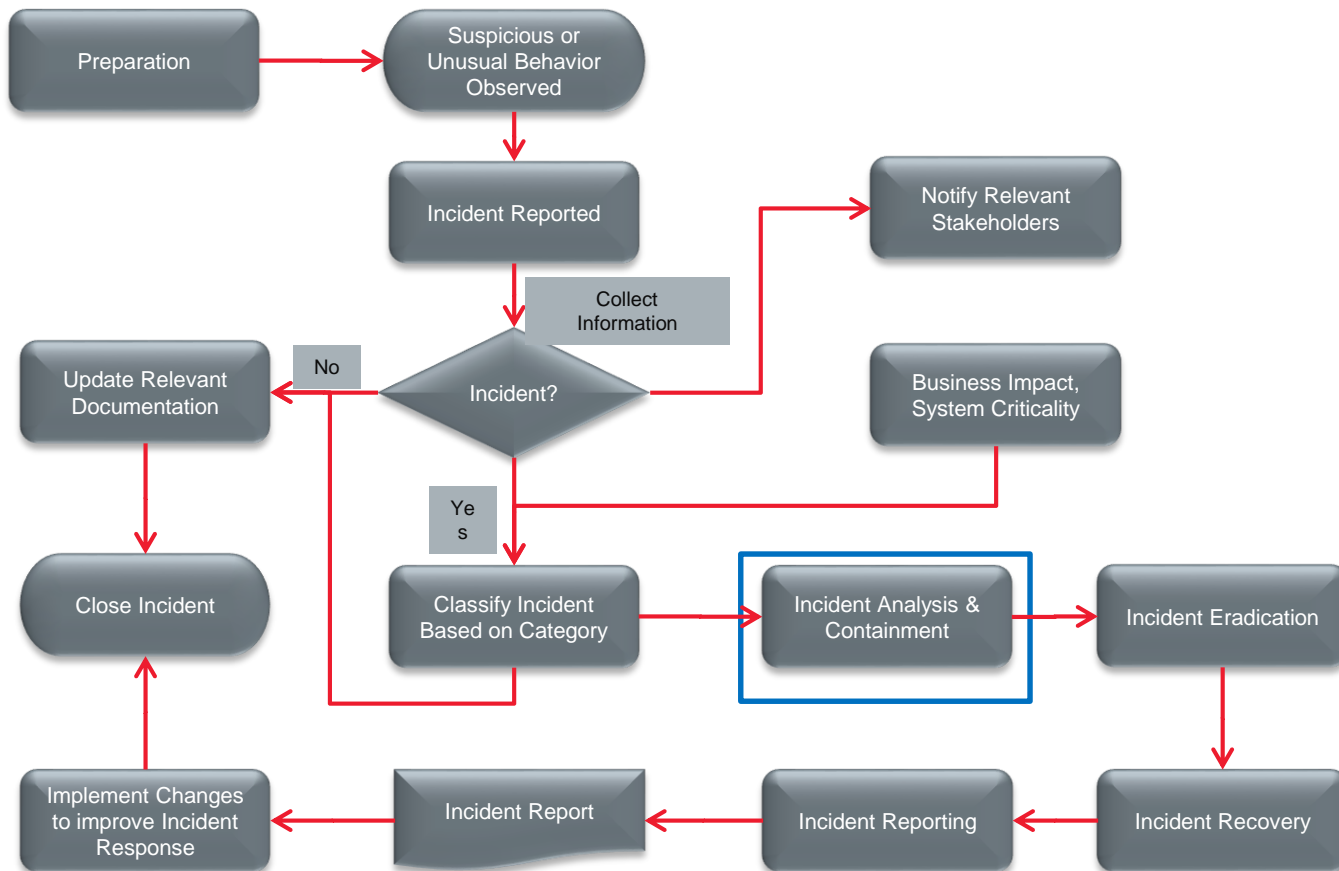 Preparation
Suspicious or
Unusual Behavior
Observed
Incident Reported
Notify Relevant
Stakeholders
Collect
Information
No
Update Relevant
Documentation
Incident?
Business Impact,
System Criticality
Ye
s
Close Incident
Classify Incident
Based on Category
Incident Analysis &
Containment
Incident Eradication
Implement Changes
to improve Incident
Response
Incident Report
Incident Reporting
Incident Recovery